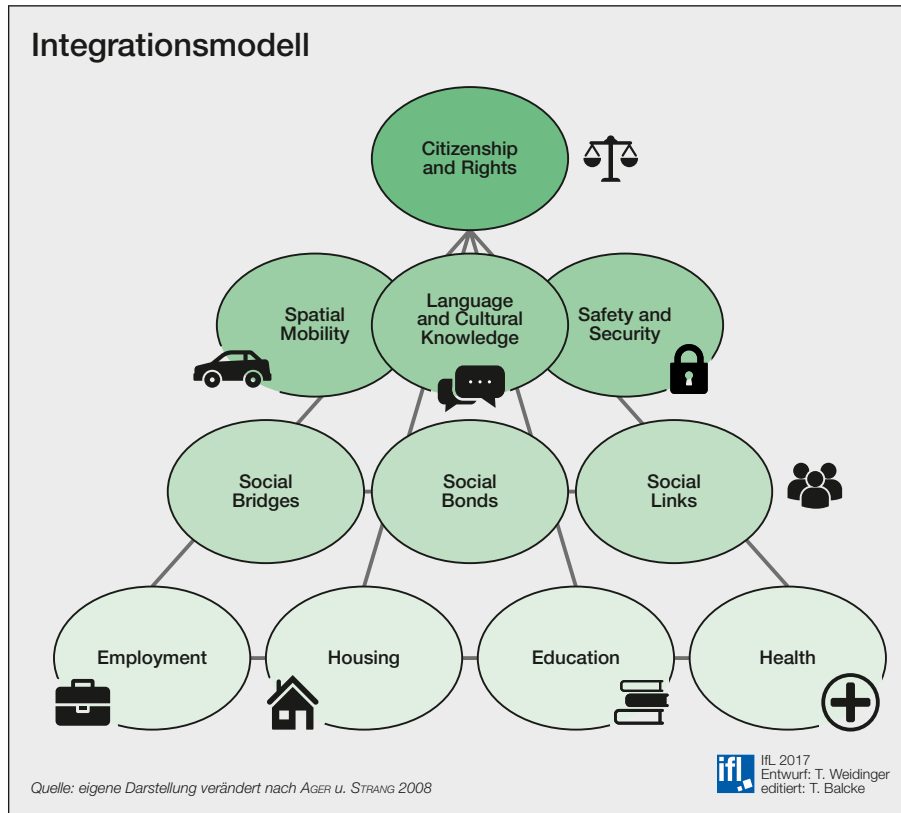 Integrationsmodell
Citizenship
and Rights
Spatial
Mobility
Language
and Cultural
Knowledge
Safety and
Security
Social
Bridges
Social
Bonds
Social
Links
Employment
Housing
Education
Health
Quelle: eigene Darstellung verändert nach AGER u. STRANG 2008
ifl
IfL 2017
Entwurf: T. Weidinger
editiert: T. Balcke